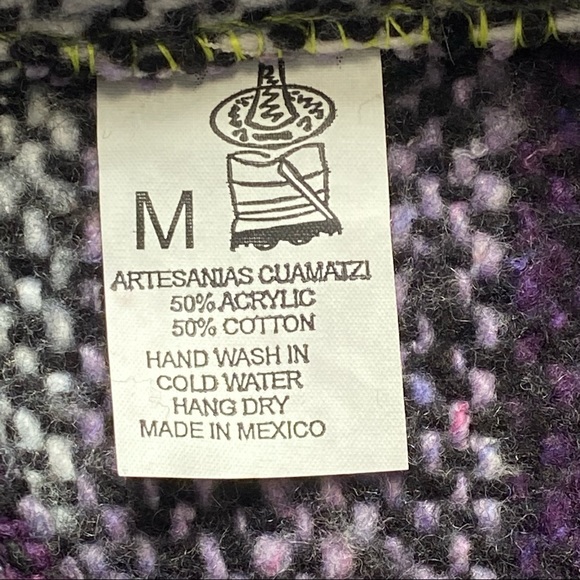 M
ARTESANIAS CUAMATZI
50% ACRYLIC
50% COTTON
HAND WASH IN
COLD WATER
HANG DRY
MADE IN MEXICO